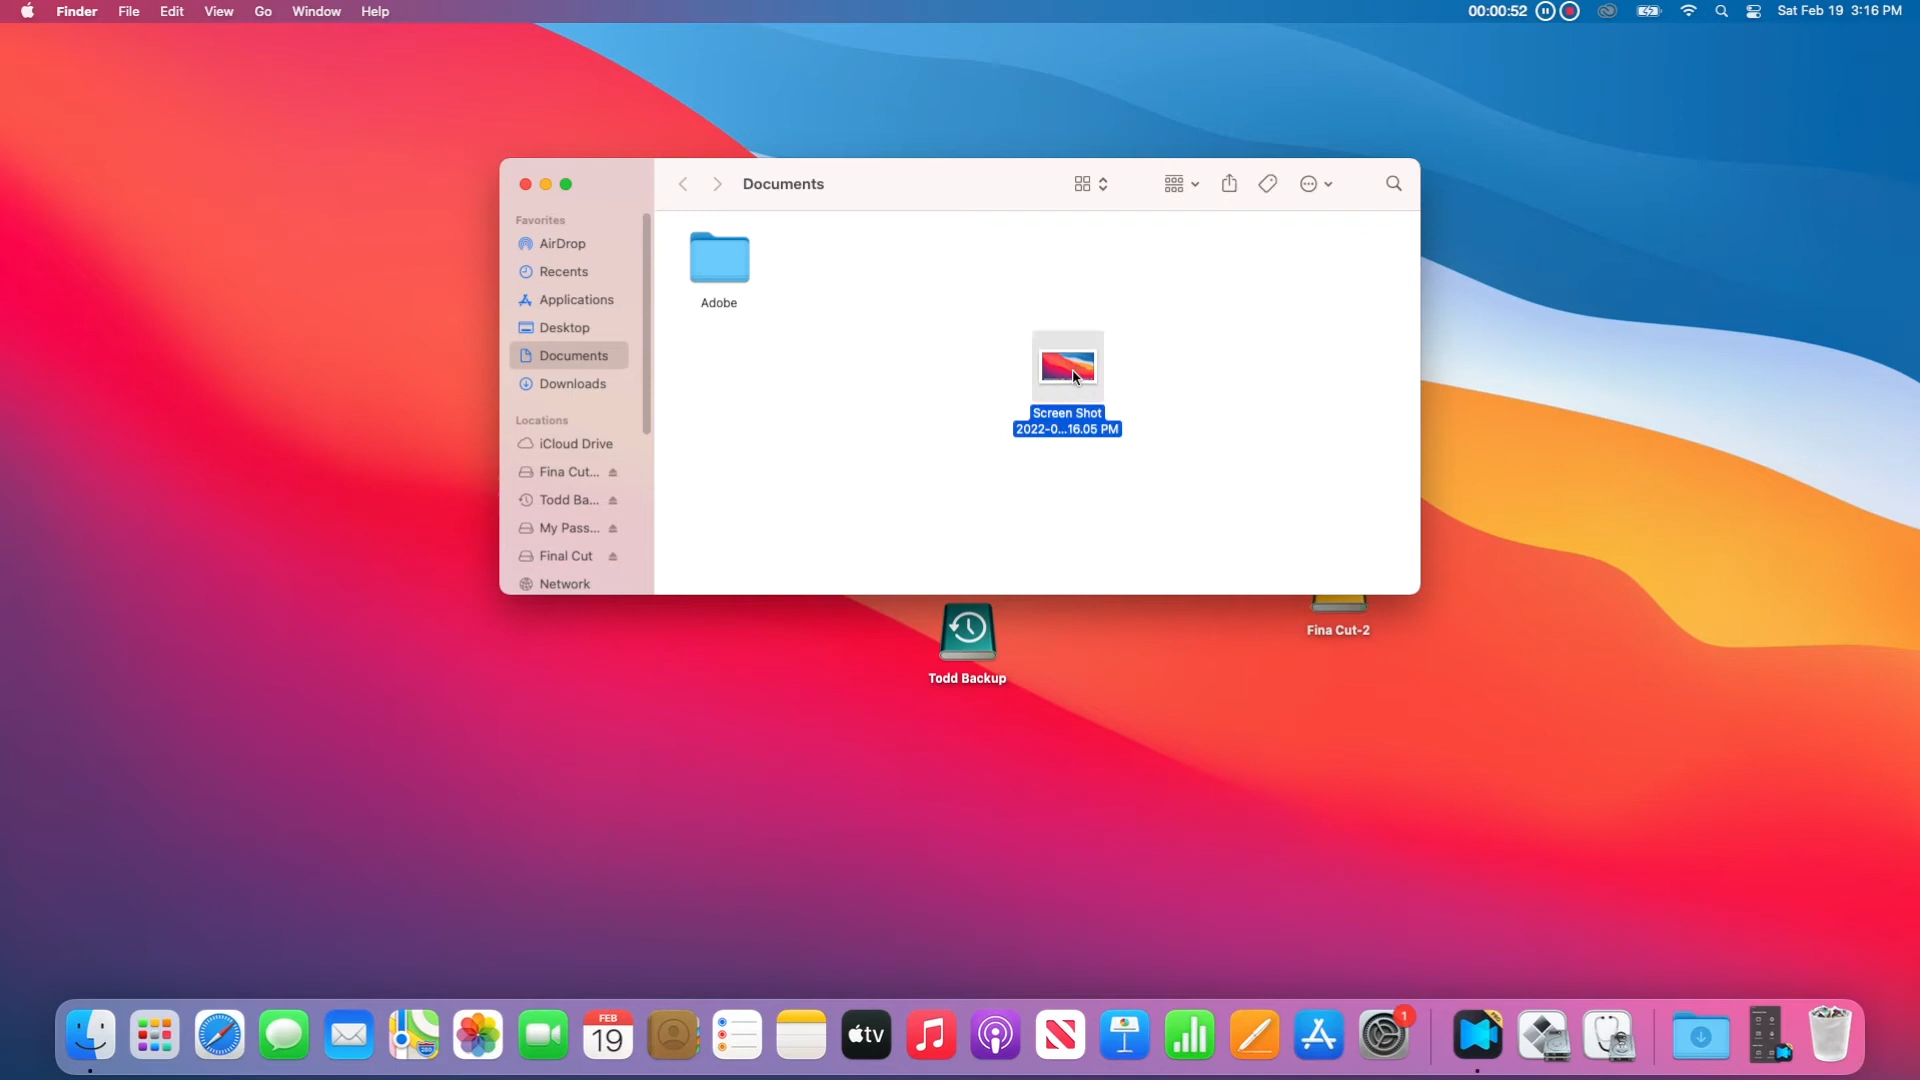 Finder File Edit View Go Window Help
00:00:52 Sat Feb 19 3:16 PM
Documents
Favorites
AirDrop
Recents
Applications
Desktop
Documents
Downloads
Locations
iCloud Drive
Fina Cut...
Todd Ba...
My Pass...
Final Cut
Network
Adobe
Screen Shot
2022-0...16.05 PM
Fina Cut-2
Todd Backup
FEB
19
tv
1